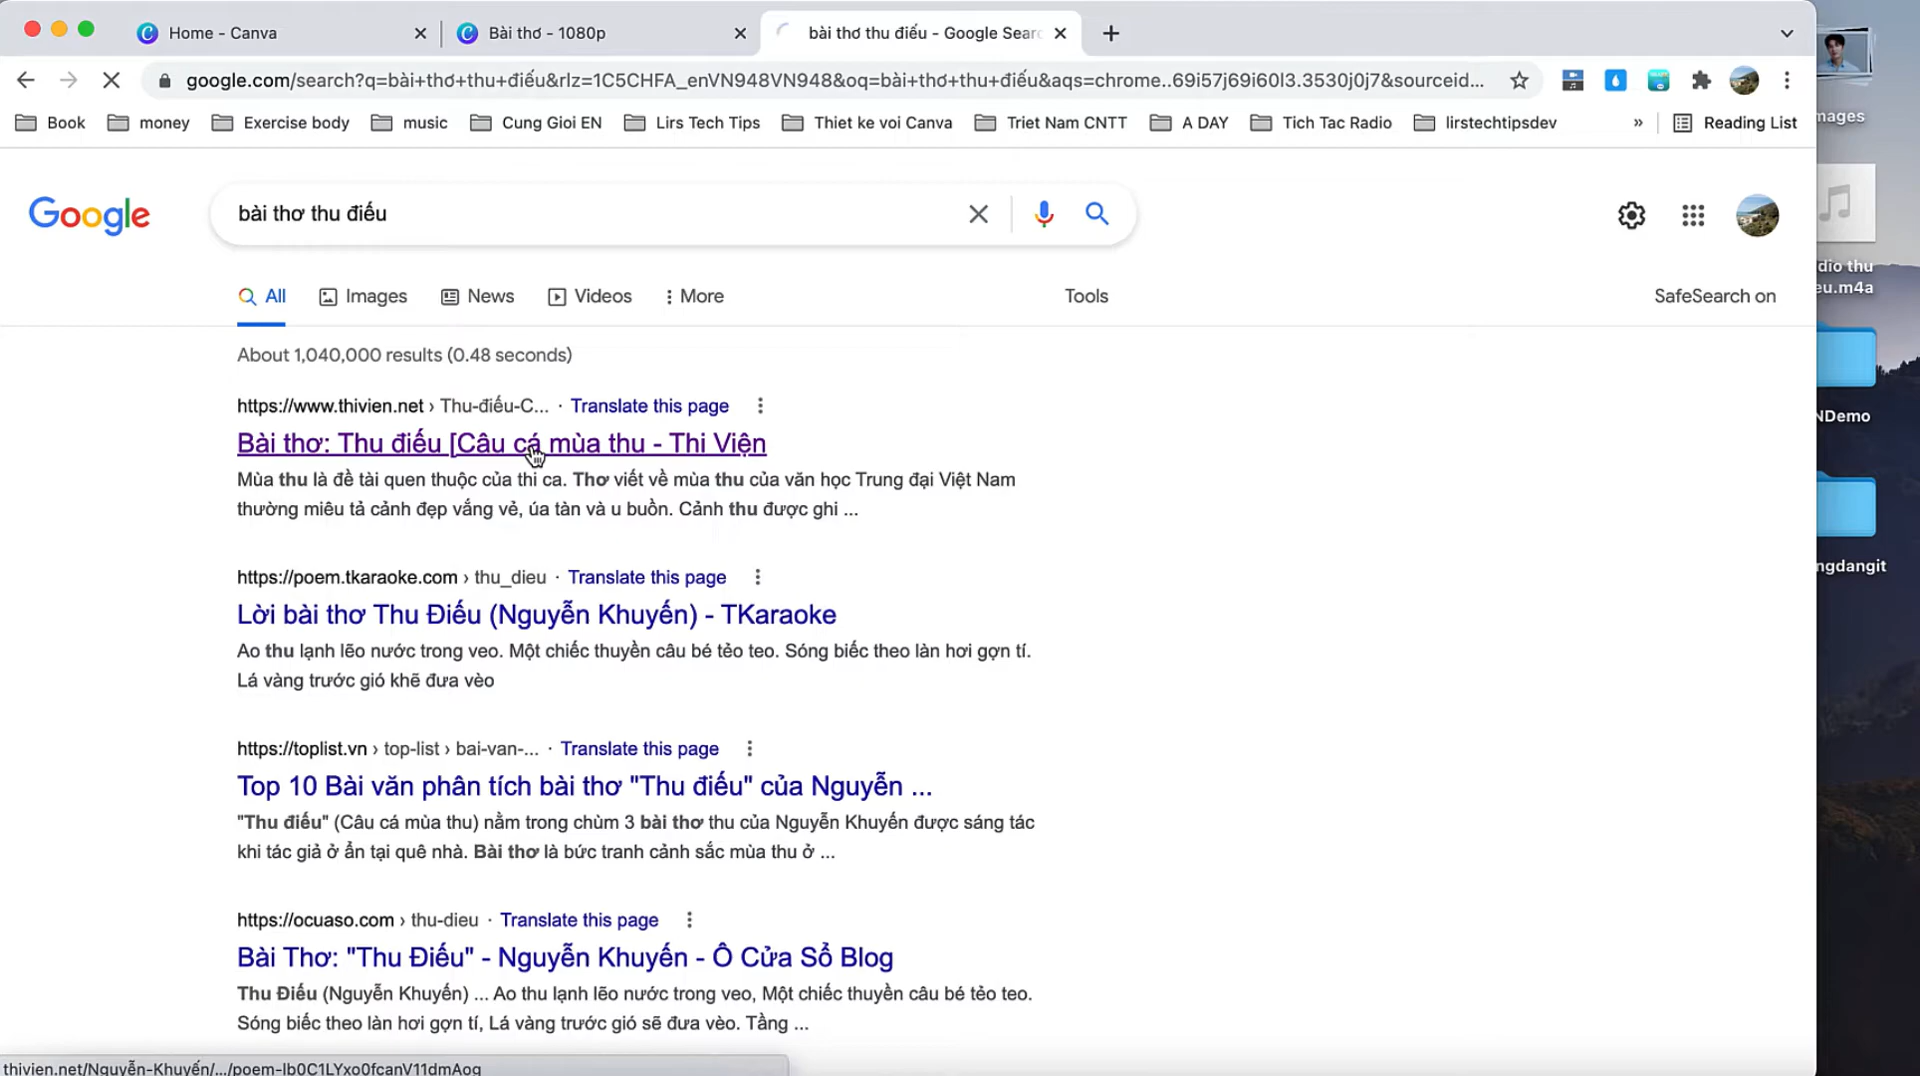 Home - Canva
Bài thơ - 1080p
bài thơ thu điếu - Google Sear
google.com/search?q=bài+thơ+thu+điếu&rlz=1C5CHFA_enVN948VN948&oq=bài+thơ+thu+điếu&aqs=chrome..69i57j69i60l3.3530j0j7&sourceid...
Book money Exercise body music Cung Gioi EN Lirs Tech Tips Thiet ke voi Canva Triet Nam CNTT A DAY Tich Tac Radio lirstechtipsdev » Reading List
Google
bài thơ thu điếu
All Images News Videos More Tools SafeSearch on
About 1,040,000 results (0.48 seconds)
https://www.thivien.net › Thu-điếu-C... · Translate this page
Bài thơ: Thu điếu [Câu cá mùa thu - Thi Viện
Mùa thu là đề tài quen thuộc của thi ca. Thơ viết về mùa thu của văn học Trung đại Việt Nam
thường miêu tả cảnh đẹp vắng vẻ, úa tàn và u buồn. Cảnh thu được ghi ...
https://poem.tkaraoke.com › thu_dieu · Translate this page
Lời bài thơ Thu Điếu (Nguyễn Khuyến) - TKaraoke
Ao thu lạnh lẽo nước trong veo. Một chiếc thuyền câu bé tẻo teo. Sóng biếc theo làn hơi gợn tí.
Lá vàng trước gió khẽ đưa vèo
https://toplist.vn › top-list › bai-van-... · Translate this page
Top 10 Bài văn phân tích bài thơ "Thu điếu" của Nguyễn ...
"Thu điếu" (Câu cá mùa thu) nằm trong chùm 3 bài thơ thu của Nguyễn Khuyến được sáng tác
khi tác giả ở ẩn tại quê nhà. Bài thơ là bức tranh cảnh sắc mùa thu ở ...
https://ocuaso.com › thu-dieu · Translate this page
Bài Thơ: "Thu Điếu" - Nguyễn Khuyến - Ô Cửa Sổ Blog
Thu Điếu (Nguyễn Khuyến) ... Ao thu lạnh lẽo nước trong veo, Một chiếc thuyền câu bé tẻo teo.
Sóng biếc theo làn hơi gợn tí, Lá vàng trước gió sẽ đưa vèo. Tầng ...
thivien.net/Nguyễn-Khuyến/.../poem-lb0C1LYxo0fcanV11dmAog
mages
dio thu
eu.m4a
NDemo
ngdangit